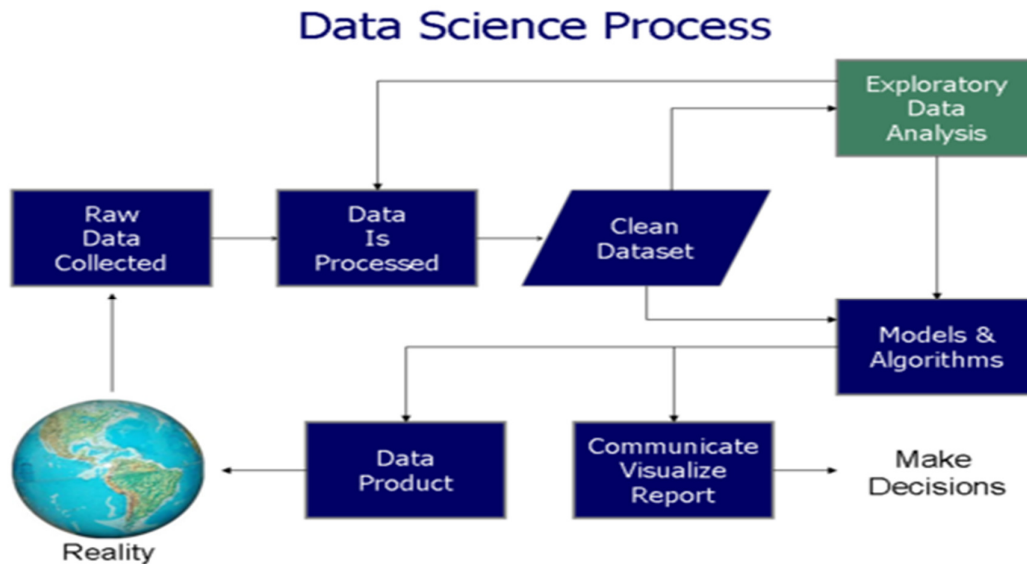 Data Science Process
Exploratory
Data
Analysis
Raw
Data
Collected
Data
Is
Processed
Clean
Dataset
Models &
Algorithms
Data
Product
Communicate
Visualize
Report
Make
Decisions
Reality